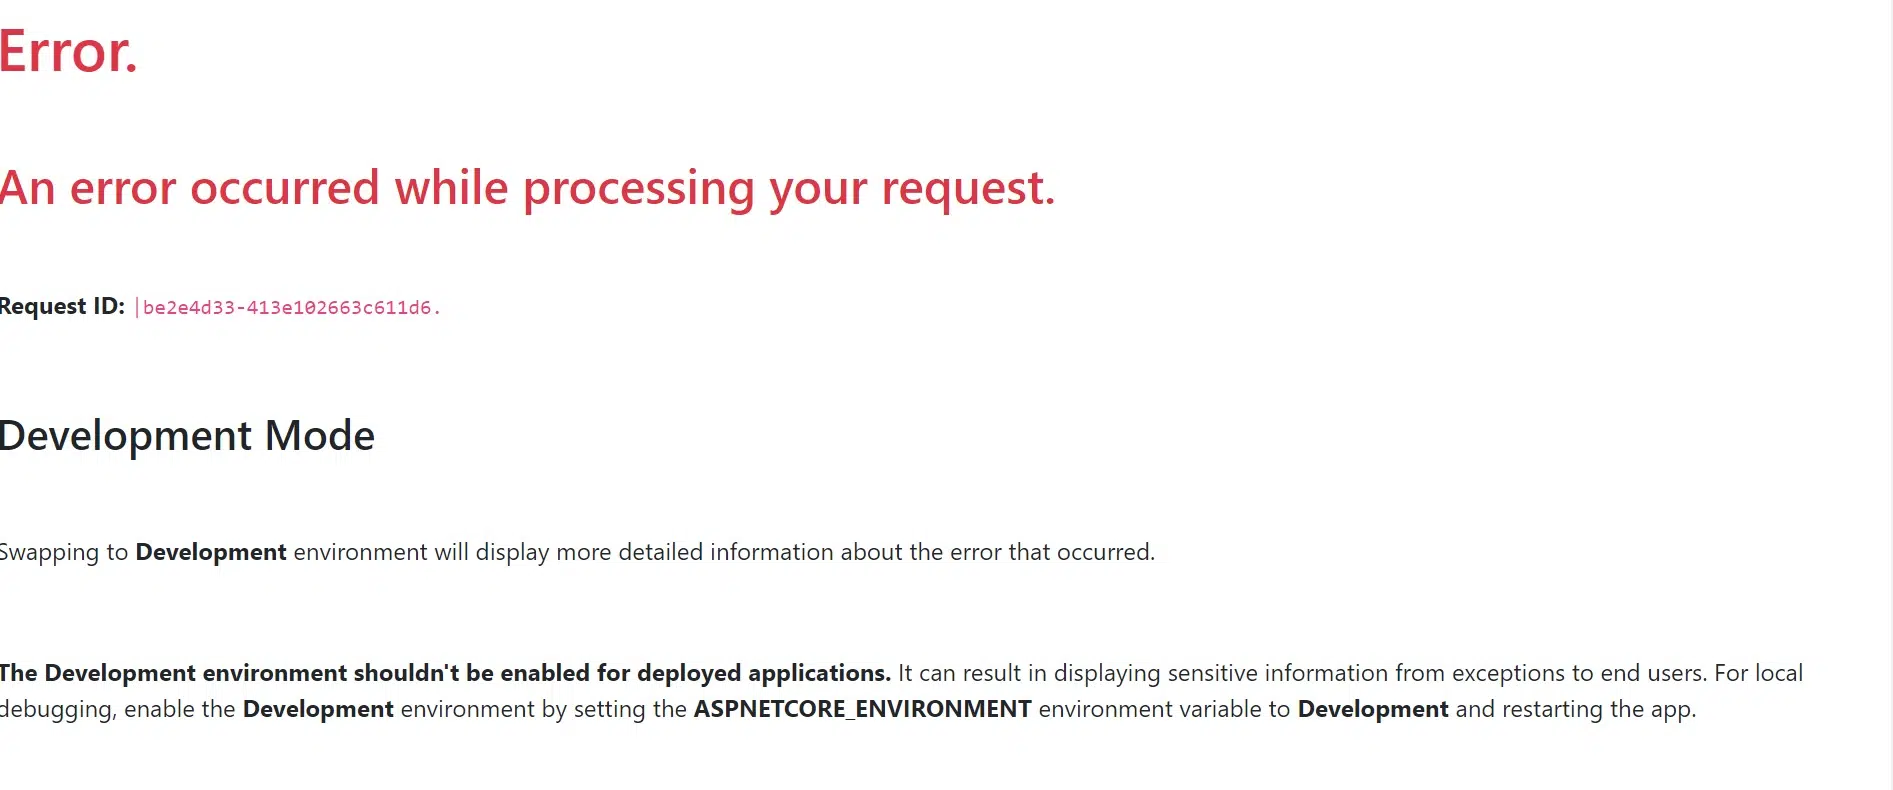 Error.
An error occurred while processing your request.
Request ID: |be2e4d33-413e102663c611d6.
Development Mode
Swapping to Development environment will display more detailed information about the error that occurred.
The Development environment shouldn't be enabled for deployed applications. It can result in displaying sensitive information from exceptions to end users. For local
debugging, enable the Development environment by setting the ASPNETCORE_ENVIRONMENT environment variable to Development and restarting the app.